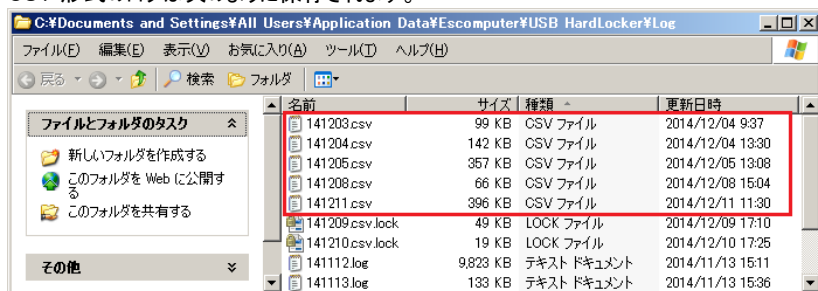 C:¥Documents and Settings¥All Users¥Application Data¥Escomputer¥USB HardLocker¥Log
ファイル(F) 編集(E) 表示(V) お気に入り(A) ツール(T) ヘルプ(H)
戻る 検索 フォルダ
ファイルとフォルダのタスク
新しいフォルダを作成する
このフォルダを Web に公開す
る
このフォルダを共有する
その他
名前 サイズ 種類 更新日時
141203.csv 99 KB CSV ファイル 2014/12/04 9:37
141204.csv 142 KB CSV ファイル 2014/12/04 13:30
141205.csv 357 KB CSV ファイル 2014/12/05 13:08
141208.csv 66 KB CSV ファイル 2014/12/08 15:04
141211.csv 396 KB CSV ファイル 2014/12/11 11:30
141209.csv.lock 49 KB LOCK ファイル 2014/12/09 17:10
141210.csv.lock 19 KB LOCK ファイル 2014/12/10 17:25
141112.log 9,823 KB テキスト ドキュメント 2014/11/13 15:11
141113.log 133 KB テキスト ドキュメント 2014/11/13 15:36